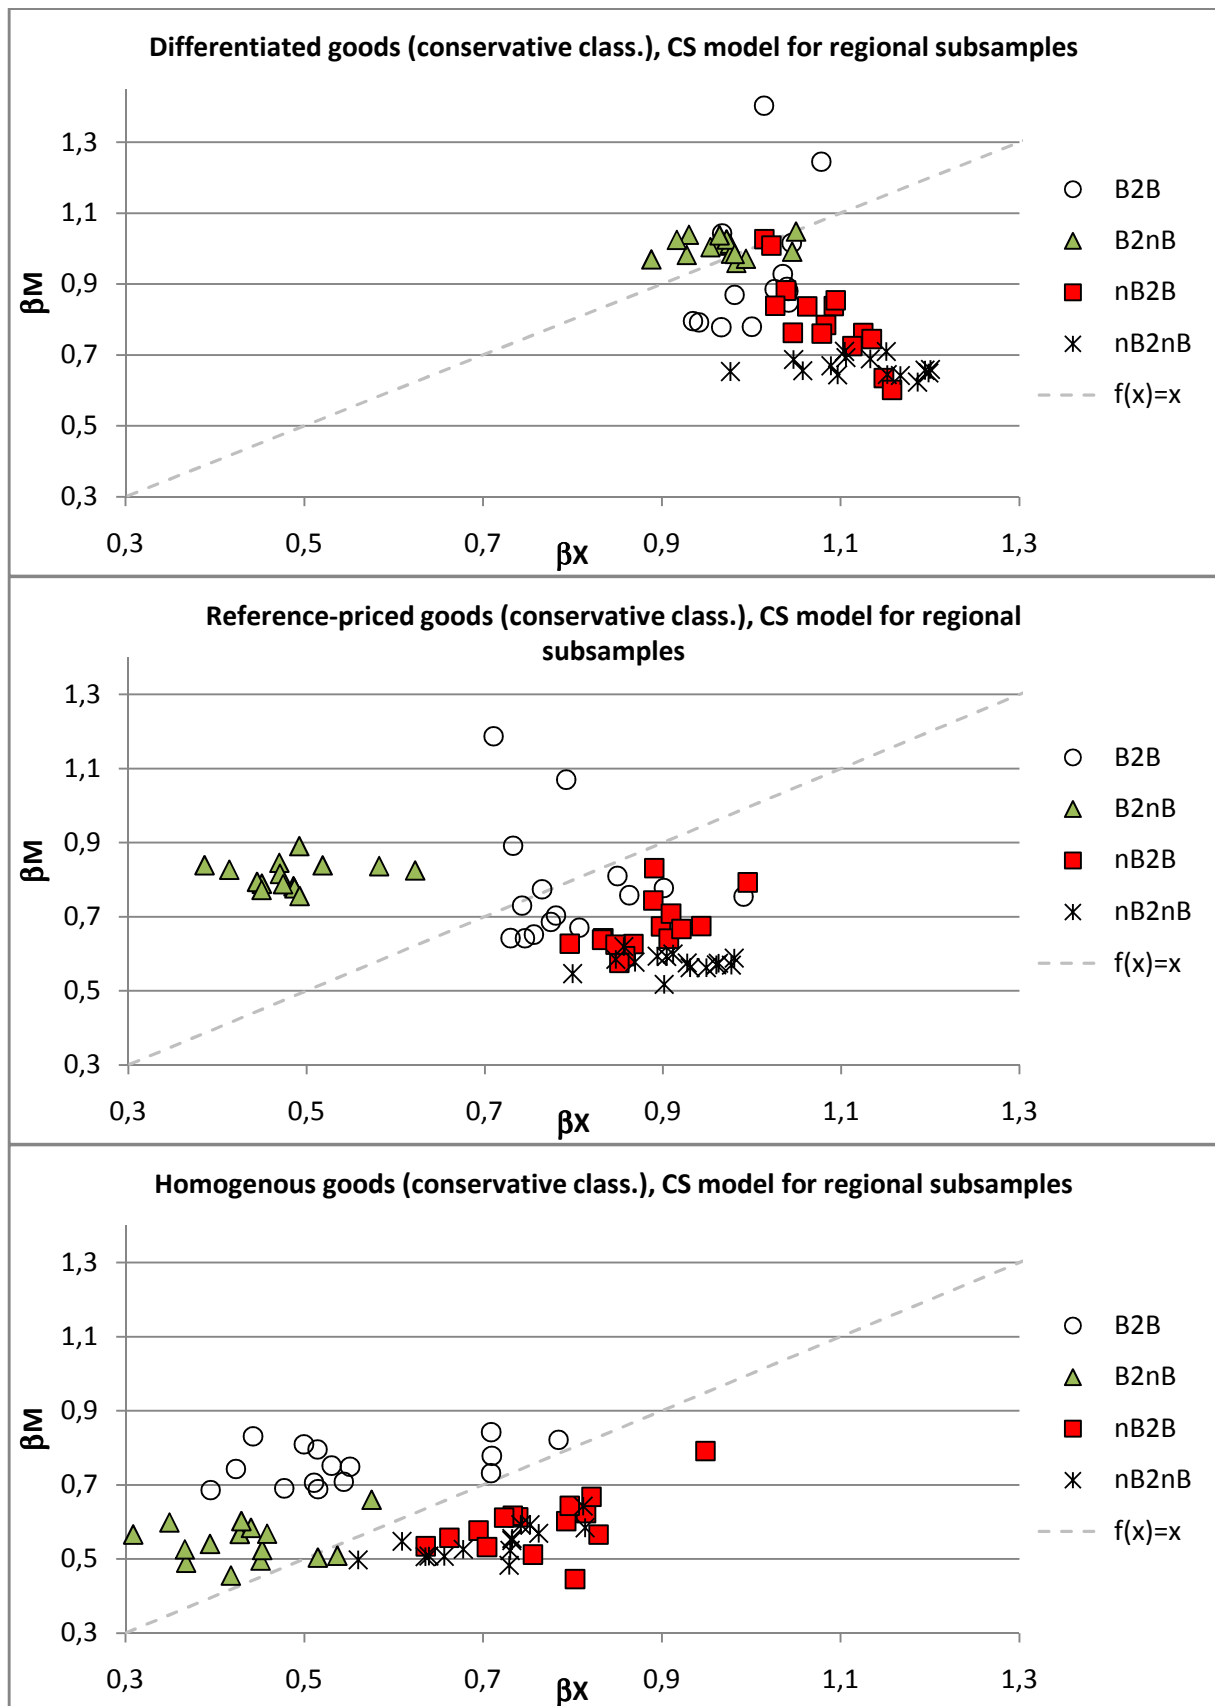 Differentiated goods (conservative class.), CS model for regional subsamples
1,3
1,1
0,9
0,7
0,5
0,3
βM
0,3 0,5 0,7 0,9 1,1 1,3
βX
B2B
B2nB
nB2B
nB2nB
f(x)=x
Reference-priced goods (conservative class.), CS model for regional
subsamples
1,3
1,1
0,9
0,7
0,5
0,3
βM
0,3 0,5 0,7 0,9 1,1 1,3
βX
B2B
B2nB
nB2B
nB2nB
f(x)=x
Homogenous goods (conservative class.), CS model for regional subsamples
1,3
1,1
0,9
0,7
0,5
0,3
βM
0,3 0,5 0,7 0,9 1,1 1,3
βX
B2B
B2nB
nB2B
nB2nB
f(x)=x